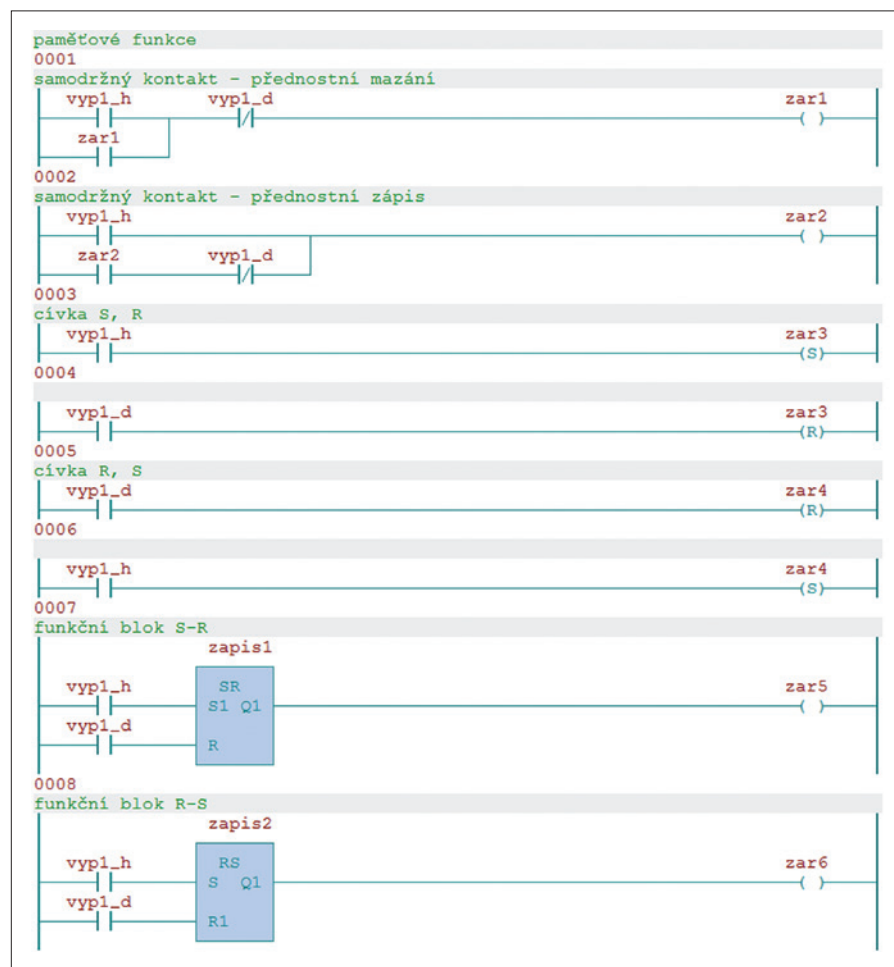 paměťové funkce
0001
samodržný kontakt - přednostní mazání
vyp1_h vyp1_d zar1
( )
zar1
0002
samodržný kontakt - přednostní zápis
vyp1_h zar2
( )
zar2 vyp1_d
0003
cívka S, R
vyp1_h zar3
(S)
0004
vyp1_d zar3
(R)
0005
cívka R, S
vyp1_d zar4
(R)
0006
vyp1_h zar4
(S)
0007
funkční blok S-R
zapis1
vyp1_h SR zar5
S1 Q1 ( )
vyp1_d
R
0008
funkční blok R-S
zapis2
vyp1_h RS zar6
S Q1 ( )
vyp1_d
R1